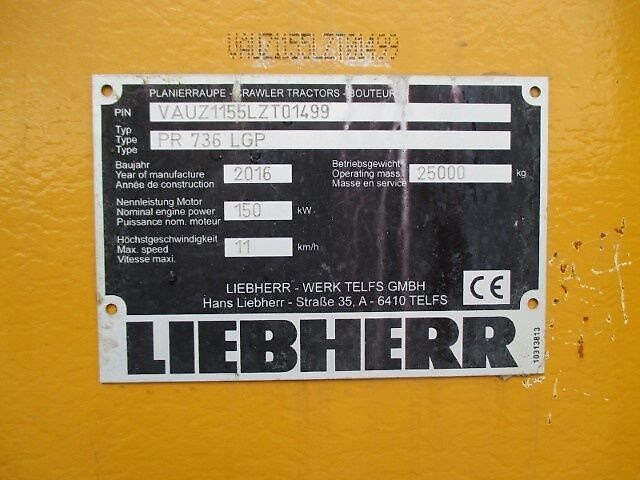 VAUZ1155LZT01499
PLANIERRAUPE - CRAWLER TRACTORS - BOUTEUR
PIN VAUZ1155LZT01499
Typ
Type PR 736 LGP
Type
Baujahr
Year of manufacture 2016
Année de construction
Betriebsgewicht
Operating mass 25000 kg
Masse en service
Nennleistung Motor
Nominal engine power 150 kW
Puissance nom. moteur
Höchstgeschwindigkeit
Max. speed 11 km/h
Vitesse maxi.
LIEBHERR - WERK TELFS GMBH
Hans Liebherr - Straße 35, A - 6410 TELFS
CE
LIEBHERR
10313813